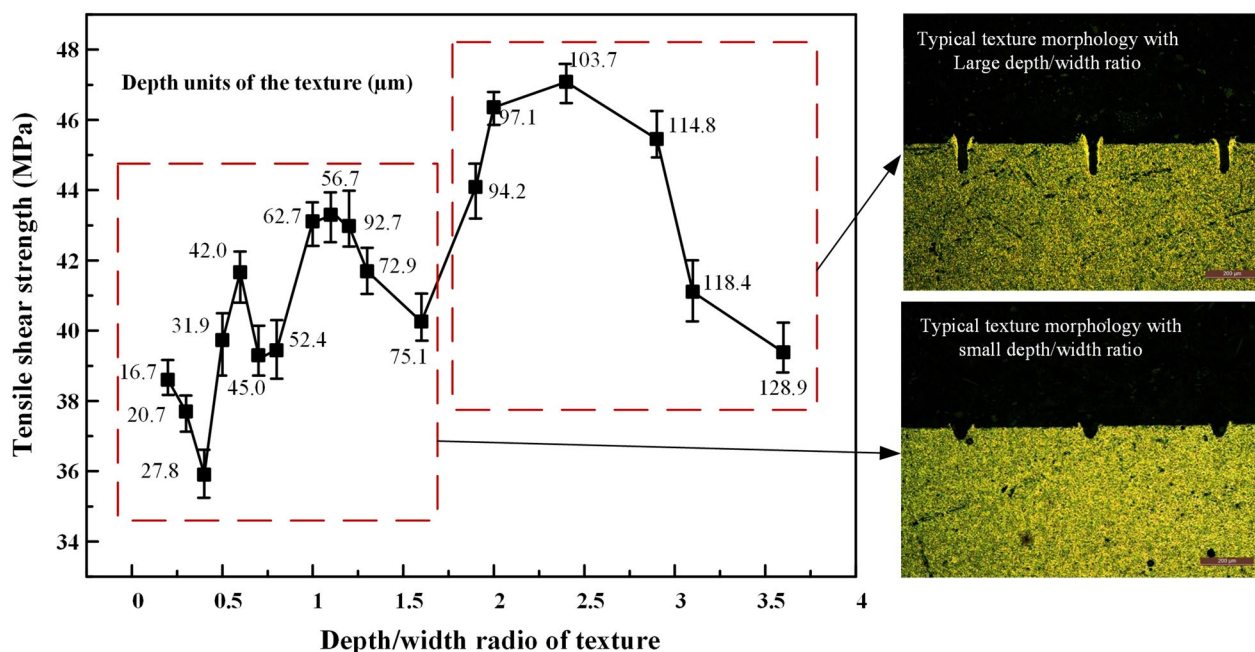 48
46
44
42
40
38
36
34
Tensile shear strength (MPa)
Depth units of the texture (μm)
16.7
20.7
27.8
31.9
42.0
45.0
52.4
62.7
56.7
92.7
72.9
75.1
94.2
97.1
103.7
114.8
118.4
128.9
0 0.5 1 1.5 2 2.5 3 3.5 4
Depth/width radio of texture
Typical texture morphology with
Large depth/width ratio
200 μm
Typical texture morphology with
small depth/width ratio
200 μm